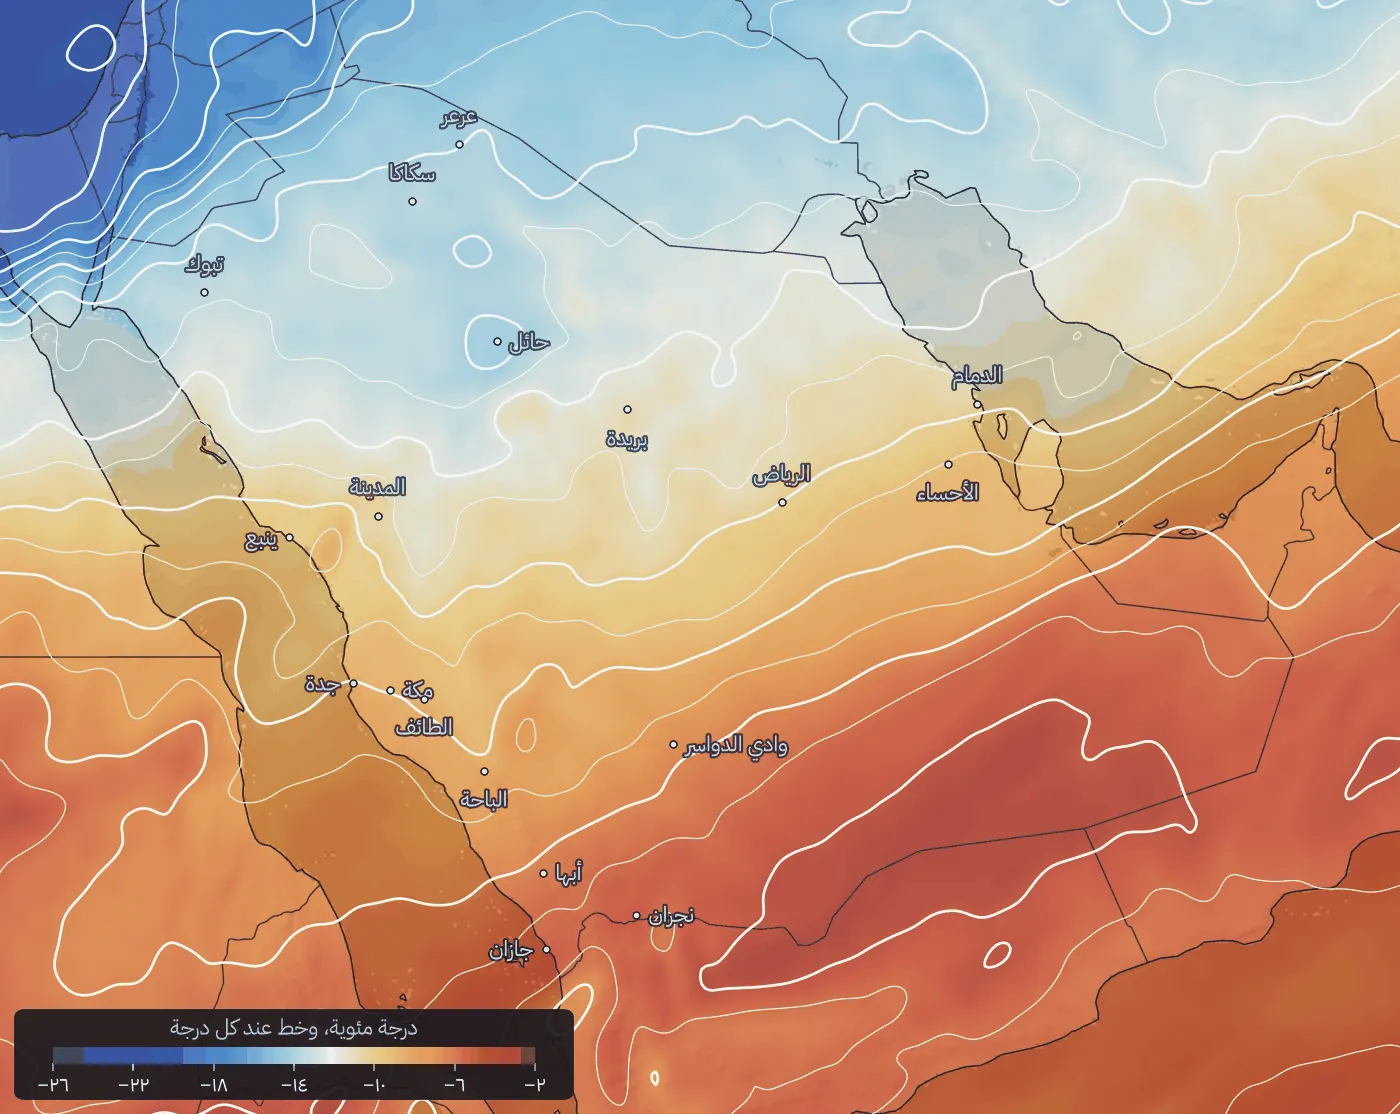 عرعر
سكاكا
تبوك
حائل
الدمام
بريدة
الرياض
المدينة
الأحساء
ينبع
جدة
مكة
الطائف
وادي الدواسر
الباحة
أبها
نجران
جازان
درجة مئوية، وخط عند كل درجة
−٢٦ −٢٢ −١٨ −١٤ −١٠ −٦ −٢